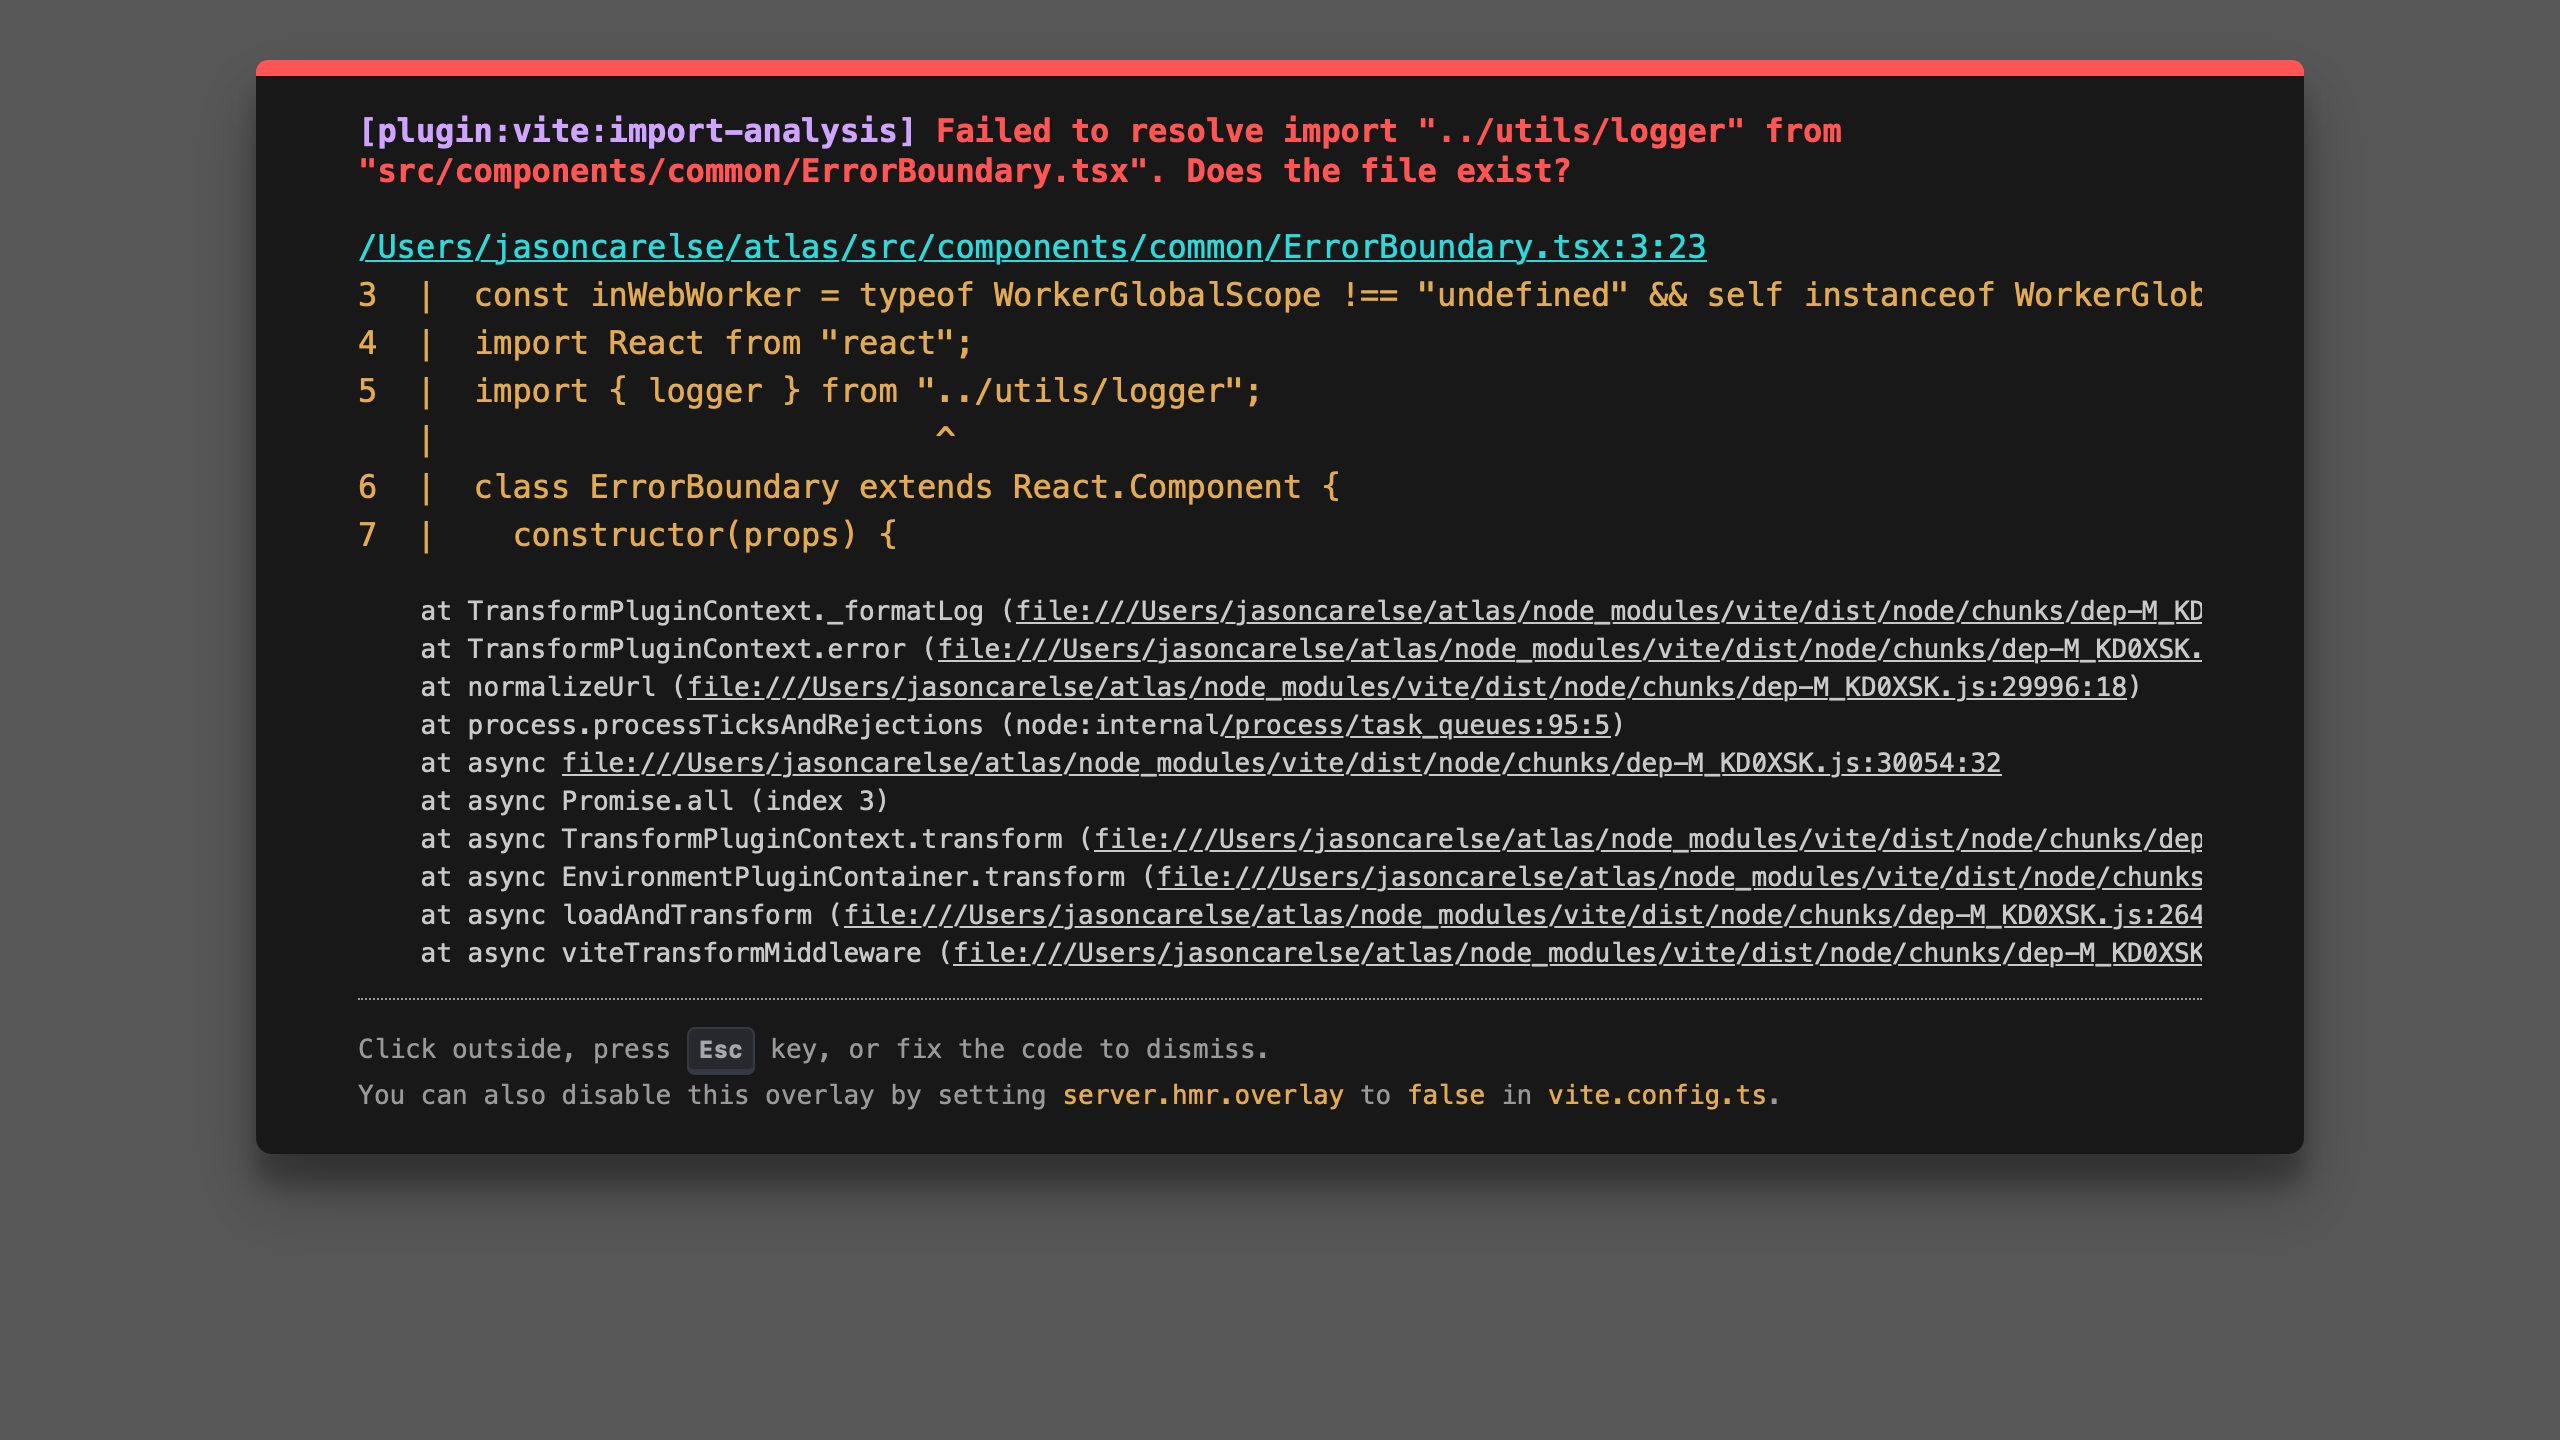 [plugin:vite:import-analysis] Failed to resolve import "../utils/logger" from
"src/components/common/ErrorBoundary.tsx". Does the file exist?
/Users/jasoncarelse/atlas/src/components/common/ErrorBoundary.tsx:3:23
3  |  const inWebWorker = typeof WorkerGlobalScope !== "undefined" && self instanceof WorkerGlob
4  |  import React from "react";
5  |  import { logger } from "../utils/logger";
   |                          ^
6  |  class ErrorBoundary extends React.Component {
7  |    constructor(props) {
at TransformPluginContext._formatLog (file:///Users/jasoncarelse/atlas/node_modules/vite/dist/node/chunks/dep-M_KD
at TransformPluginContext.error (file:///Users/jasoncarelse/atlas/node_modules/vite/dist/node/chunks/dep-M_KD0XSK.
at normalizeUrl (file:///Users/jasoncarelse/atlas/node_modules/vite/dist/node/chunks/dep-M_KD0XSK.js:29996:18)
at process.processTicksAndRejections (node:internal/process/task_queues:95:5)
at async file:///Users/jasoncarelse/atlas/node_modules/vite/dist/node/chunks/dep-M_KD0XSK.js:30054:32
at async Promise.all (index 3)
at async TransformPluginContext.transform (file:///Users/jasoncarelse/atlas/node_modules/vite/dist/node/chunks/dep
at async EnvironmentPluginContainer.transform (file:///Users/jasoncarelse/atlas/node_modules/vite/dist/node/chunks
at async loadAndTransform (file:///Users/jasoncarelse/atlas/node_modules/vite/dist/node/chunks/dep-M_KD0XSK.js:264
at async viteTransformMiddleware (file:///Users/jasoncarelse/atlas/node_modules/vite/dist/node/chunks/dep-M_KD0XSK
Click outside, press Esc key, or fix the code to dismiss.
You can also disable this overlay by setting server.hmr.overlay to false in vite.config.ts.